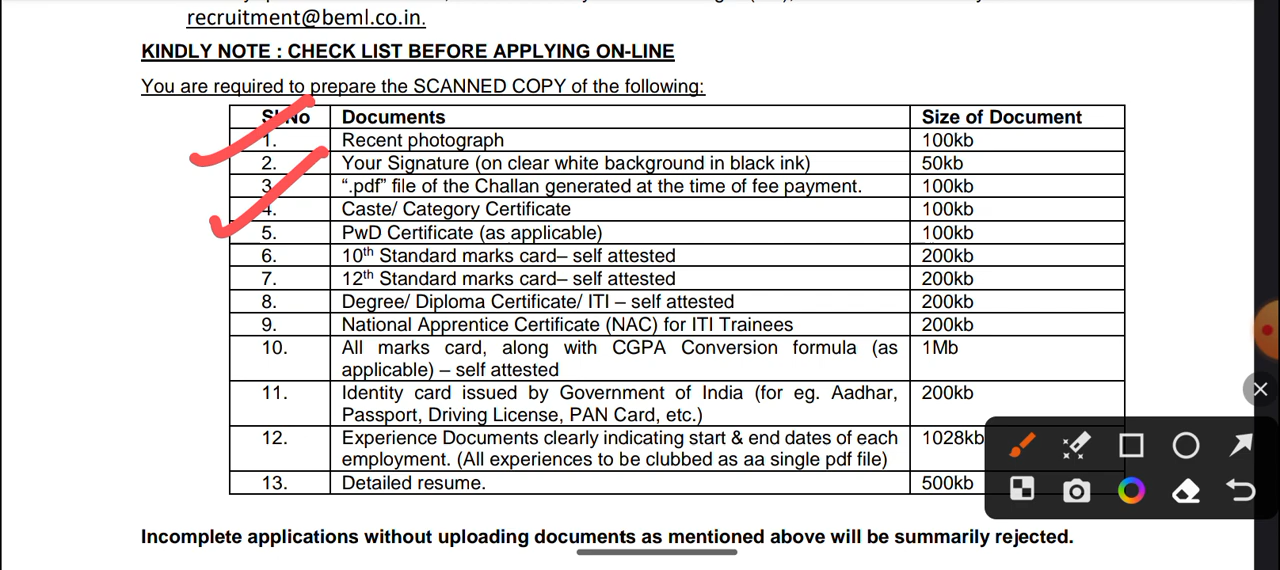 recruitment@beml.co.in.
KINDLY NOTE : CHECK LIST BEFORE APPLYING ON-LINE
You are required to prepare the SCANNED COPY of the following:
Sl No Documents Size of Document
1. Recent photograph 100kb
2. Your Signature (on clear white background in black ink) 50kb
3. “.pdf” file of the Challan generated at the time of fee payment. 100kb
4. Caste/ Category Certificate 100kb
5. PwD Certificate (as applicable) 100kb
6. 10th Standard marks card– self attested 200kb
7. 12th Standard marks card– self attested 200kb
8. Degree/ Diploma Certificate/ ITI – self attested 200kb
9. National Apprentice Certificate (NAC) for ITI Trainees 200kb
10. All marks card, along with CGPA Conversion formula (as 1Mb
applicable) – self attested
11. Identity card issued by Government of India (for eg. Aadhar, 200kb
Passport, Driving License, PAN Card, etc.)
12. Experience Documents clearly indicating start & end dates of each 1028kb
employment. (All experiences to be clubbed as aa single pdf file)
13. Detailed resume. 500kb
Incomplete applications without uploading documents as mentioned above will be summarily rejected.